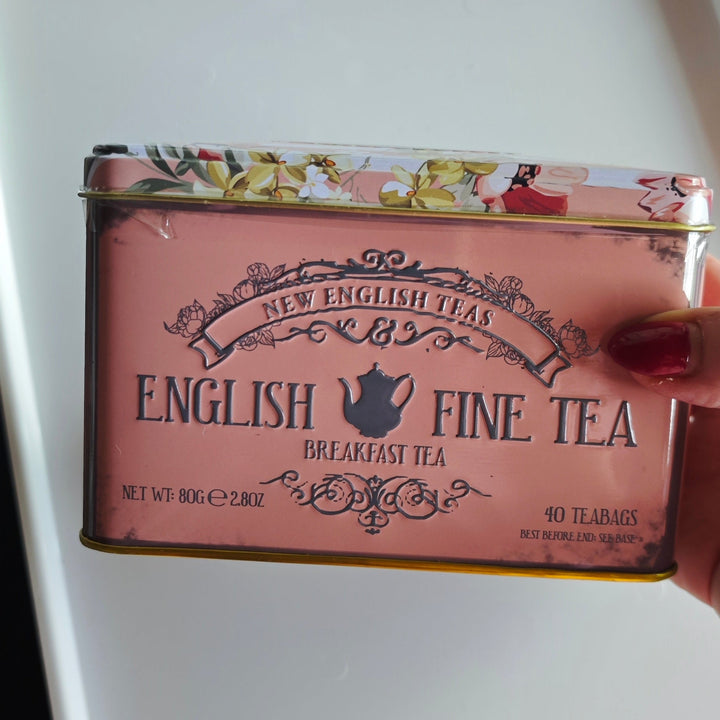 NEW ENGLISH TEAS
&
ENGLISH FINE TEA
BREAKFAST TEA
NET WT: 80G ℮ 2.8OZ
40 TEABAGS
BEST BEFORE END: SEE BASE